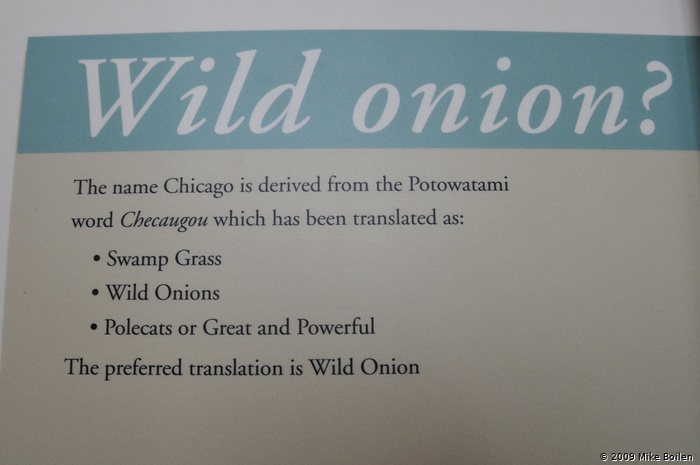 Wild onion?
The name Chicago is derived from the Potowatami
word Checaugou which has been translated as:
• Swamp Grass
• Wild Onions
• Polecats or Great and Powerful
The preferred translation is Wild Onion
© 2009 Mike Boilen